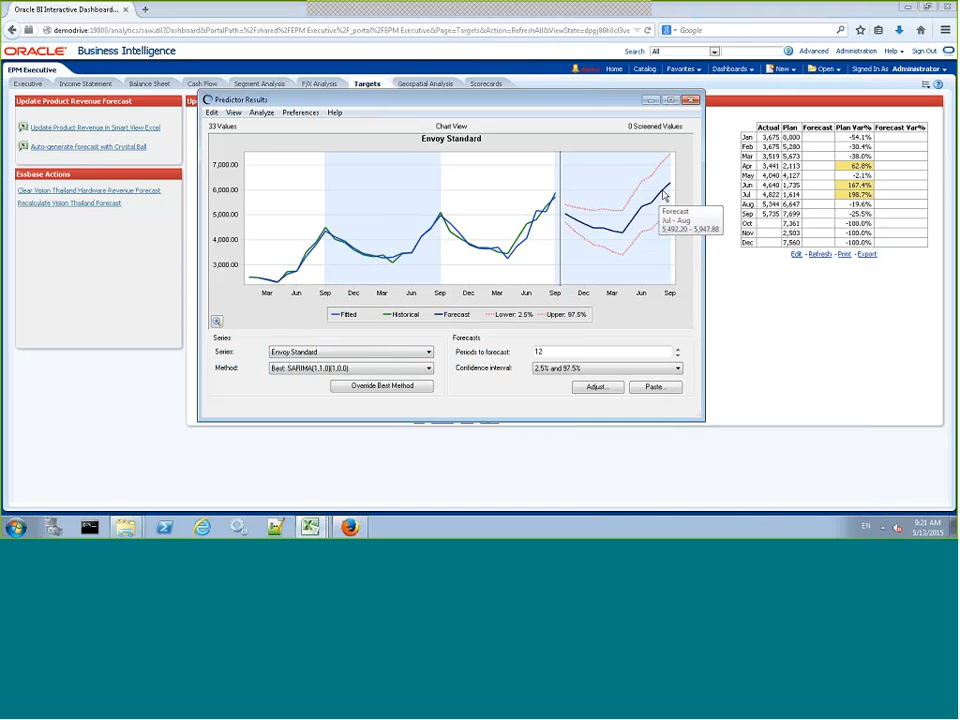 Oracle BI Interactive Dashboard...
demodrive:19000/analytics/saw.dll?Dashboard&PortalPath=%2Fshared%2FEPM Executive%2F_portal%2FEPM Executive&Page=Targets&Action=RefreshAll&ViewState=
Google
ORACLE Business Intelligence
Search All Advanced Administration Help Sign Out
EPM Executive
Home Catalog Favorites Dashboards New Open Signed In As Administrator
Executive Income Statement Balance Sheet Cash Flow Segment Analysis F/X Analysis Targets Geospatial Analysis Scorecards
Update Product Revenue Forecast
Update Product Revenue in Smart View Excel
Auto-generate forecast with Crystal Ball
Essbase Actions
Clear Vision Thailand Hardware Revenue Forecast
Recalculate Vision Thailand Forecast
Predictor Results
Edit View Analyze Preferences Help
33 Values Chart View 0 Screened Values
Envoy Standard
7,000.00
6,000.00
5,000.00
4,000.00
3,000.00
Mar Jun Sep Dec Mar Jun Sep Dec Mar Jun Sep Dec Mar Jun Sep
Forecast
Jul - Aug
5,492.20 - 5,947.88
Fitted Historical Forecast Lower: 2.5% Upper: 97.5%
Series
Series: Envoy Standard
Method: Best: SARIMA(1,1,0)(1,0,0)
Override Best Method
Forecasts
Periods to forecast: 12
Confidence interval: 2.5% and 97.5%
Adjust... Paste...
Actual Plan Forecast Plan Var% Forecast Var%
Jan 3,675 8,000 -54.1%
Feb 3,675 5,280 -30.4%
Mar 3,519 5,673 -38.0%
Apr 3,441 2,113 62.8%
May 4,040 4,127 -2.1%
Jun 4,640 1,735 167.4%
Jul 4,822 1,614 198.7%
Aug 5,344 6,647 -19.6%
Sep 5,735 7,699 -25.5%
Oct 7,361 -100.0%
Nov 2,503 -100.0%
Dec 7,560 -100.0%
Edit - Refresh - Print - Export
EN
9:21 AM
5/13/2015